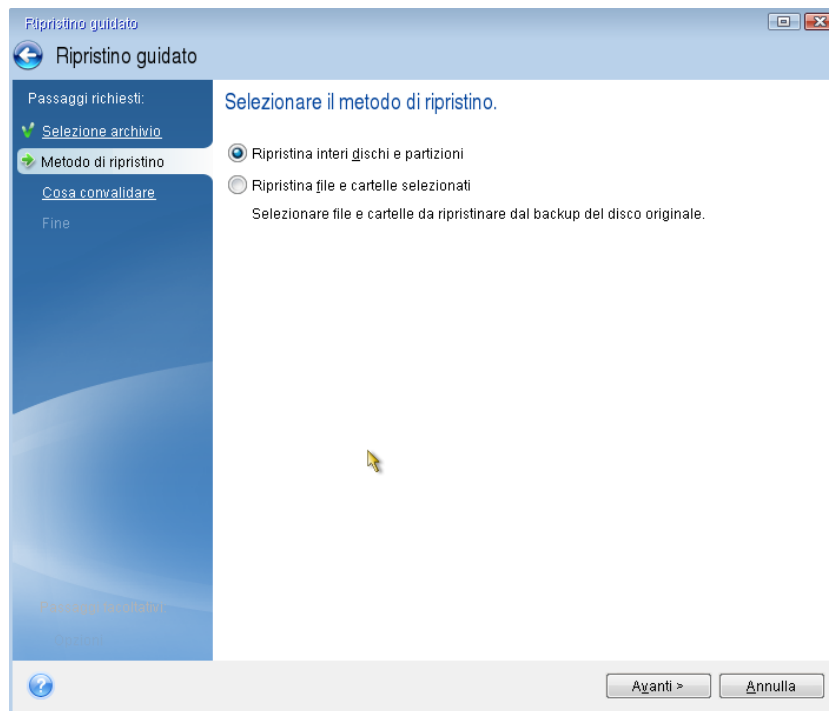 Ripristino guidato
Ripristino guidato
Passaggi richiesti:
Selezione archivio
Metodo di ripristino
Cosa convalidare
Fine
Selezionare il metodo di ripristino.
Ripristina interi dischi e partizioni
Ripristina file e cartelle selezionati
Selezionare file e cartelle da ripristinare dal backup del disco originale.
Passaggi facoltativi:
Avanti >
Annulla